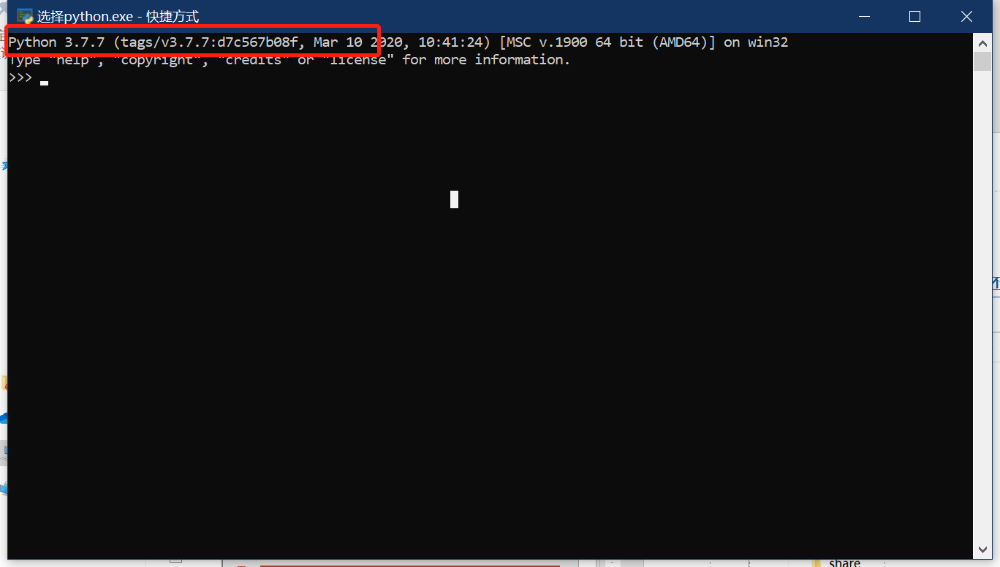 选择python.exe - 快捷方式
Python 3.7.7 (tags/v3.7.7:d7c567b08f, Mar 10 2020, 10:41:24) [MSC v.1900 64 bit (AMD64)] on win32
Type "help", "copyright", "credits" or "license" for more information.
>>>
share